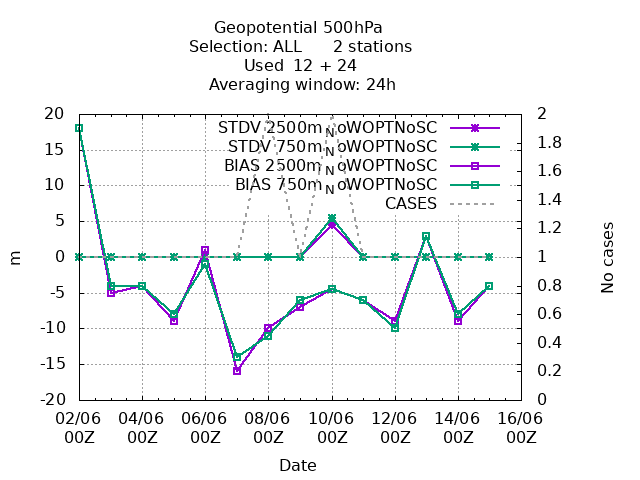 Geopotential 500hPa
Selection: ALL 2 stations
Used 12 + 24
Averaging window: 24h
STDV 2500m NoWOPTNoSC
STDV 750m NoWOPTNoSC
BIAS 2500m NoWOPTNoSC
BIAS 750m NoWOPTNoSC
CASES
20
15
10
5
0
-5
-10
-15
-20
m
2
1.8
1.6
1.4
1.2
1
0.8
0.6
0.4
0.2
0
No cases
02/06 04/06 06/06 08/06 10/06 12/06 14/06 16/06
00Z 00Z 00Z 00Z 00Z 00Z 00Z 00Z
Date